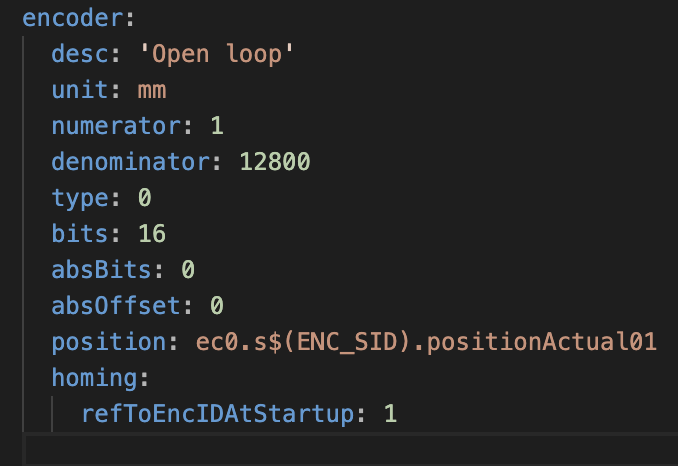 encoder:
desc: 'Open loop'
unit: mm
numerator: 1
denominator: 12800
type: 0
bits: 16
absBits: 0
absOffset: 0
position: ec0.s$(ENC_SID).positionActual01
homing:
refToEncIDAtStartup: 1